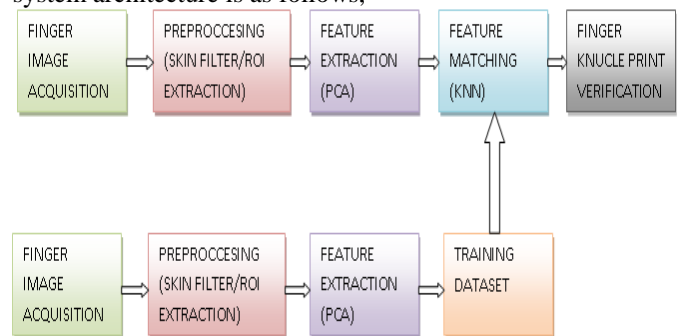 system architecture is as follows,
FINGER
IMAGE
ACQUISITION
PREPROCCESING
(SKIN FILTER/ROI
EXTRACTION)
FEATURE
EXTRACTION
(PCA)
FEATURE
MATCHING
(KNN)
FINGER
KNUCLE PRINT
VERIFICATION
FINGER
IMAGE
ACQUISITION
PREPROCCESING
(SKIN FILTER/ROI
EXTRACTION)
FEATURE
EXTRACTION
(PCA)
TRAINING
DATASET